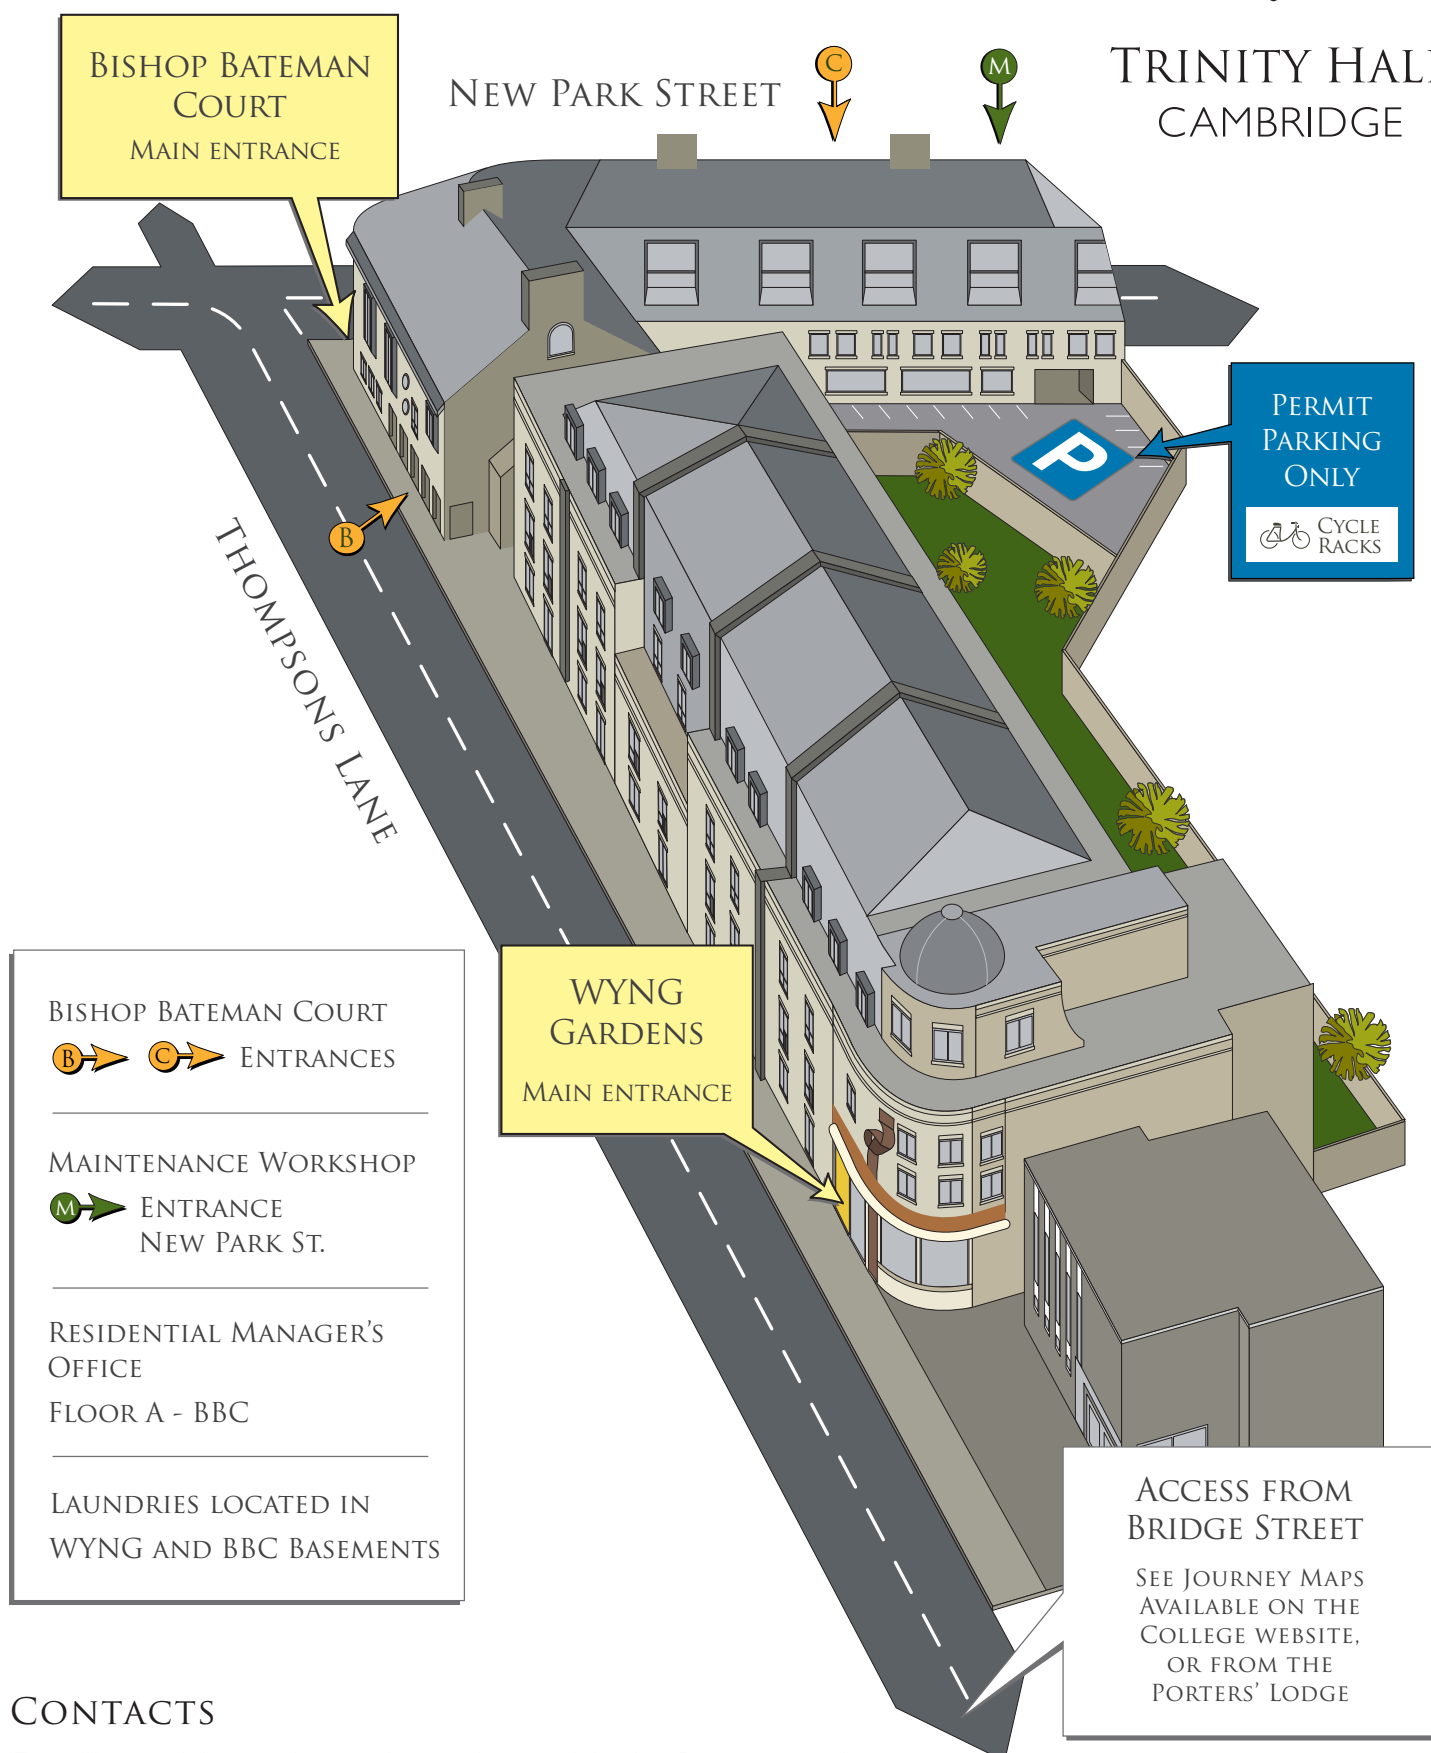 Bishop Bateman
Court
Main entrance
New Park Street
C
M
Trinity Hall
CAMBRIDGE
Permit
Parking
Only
P
Cycle
Racks
B
Thompsons Lane
WYNG
Gardens
Main entrance
Bishop Bateman Court
B C Entrances
Maintenance Workshop
M Entrance
New Park St.
Residential Manager's
Office
Floor A - BBC
Laundries located in
WYNG and BBC Basements
Access from
Bridge Street
See Journey Maps
Available on the
College website,
or from the
Porters' Lodge
Contacts